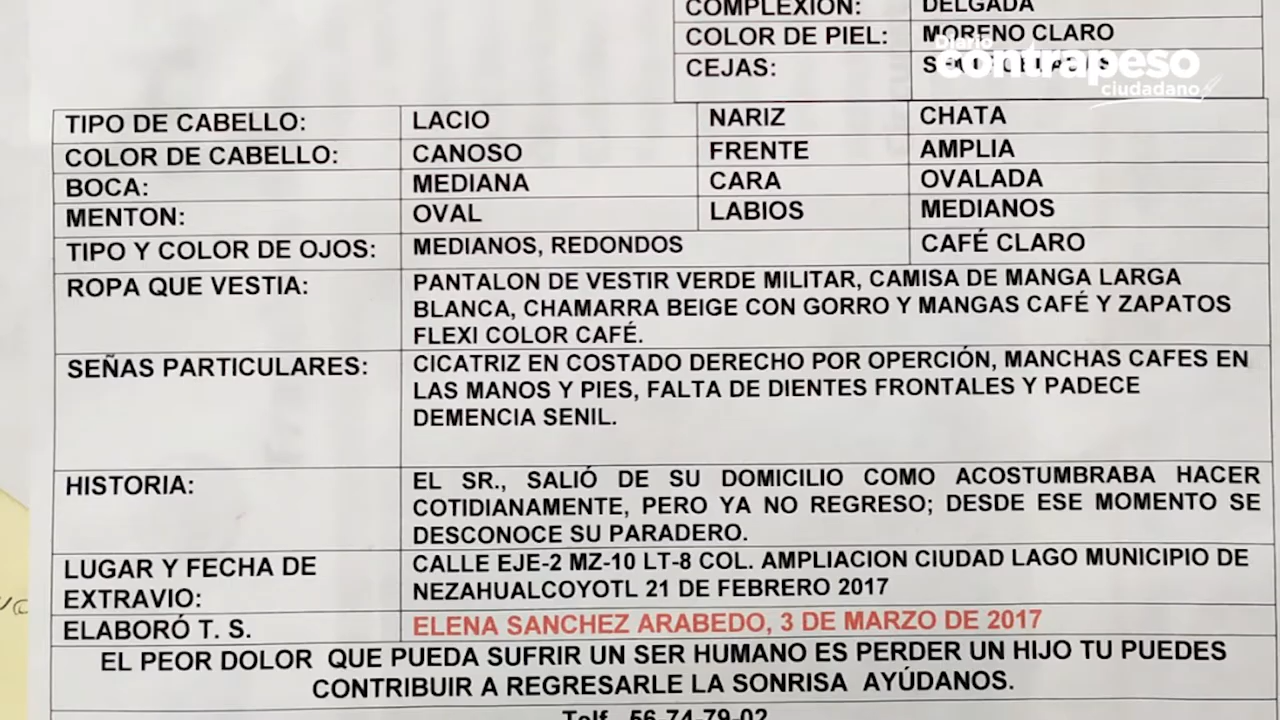 COMPLEXIÓN: DELGADA
COLOR DE PIEL: MORENO CLARO
CEJAS:
Diario
contrapeso
ciudadano
TIPO DE CABELLO: LACIO NARIZ CHATA
COLOR DE CABELLO: CANOSO FRENTE AMPLIA
BOCA: MEDIANA CARA OVALADA
MENTON: OVAL LABIOS MEDIANOS
TIPO Y COLOR DE OJOS: MEDIANOS, REDONDOS CAFÉ CLARO
ROPA QUE VESTIA: PANTALON DE VESTIR VERDE MILITAR, CAMISA DE MANGA LARGA
BLANCA, CHAMARRA BEIGE CON GORRO Y MANGAS CAFÉ Y ZAPATOS
FLEXI COLOR CAFÉ.
SEÑAS PARTICULARES: CICATRIZ EN COSTADO DERECHO POR OPERCIÓN, MANCHAS CAFES EN
LAS MANOS Y PIES, FALTA DE DIENTES FRONTALES Y PADECE
DEMENCIA SENIL.
HISTORIA: EL SR., SALIÓ DE SU DOMICILIO COMO ACOSTUMBRABA HACER
COTIDIANAMENTE, PERO YA NO REGRESO; DESDE ESE MOMENTO SE
DESCONOCE SU PARADERO.
LUGAR Y FECHA DE
EXTRAVIO:
CALLE EJE-2 MZ-10 LT-8 COL. AMPLIACION CIUDAD LAGO MUNICIPIO DE
NEZAHUALCOYOTL 21 DE FEBRERO 2017
ELABORÓ T. S. ELENA SANCHEZ ARABEDO, 3 DE MARZO DE 2017
EL PEOR DOLOR QUE PUEDA SUFRIR UN SER HUMANO ES PERDER UN HIJO TU PUEDES
CONTRIBUIR A REGRESARLE LA SONRISA AYÚDANOS.
Telf. 56-74-79-02